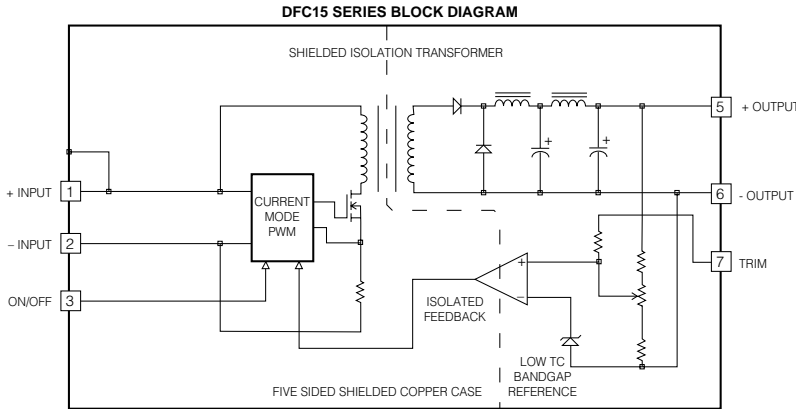 DFC15 SERIES BLOCK DIAGRAM
SHIELDED ISOLATION TRANSFORMER
5
+ OUTPUT
+
+
+ INPUT
1
CURRENT
MODE
PWM
6
- OUTPUT
– INPUT
2
+
7
TRIM
ON/OFF
3
–
ISOLATED
FEEDBACK
LOW TC
BANDGAP
REFERENCE
FIVE SIDED SHIELDED COPPER CASE